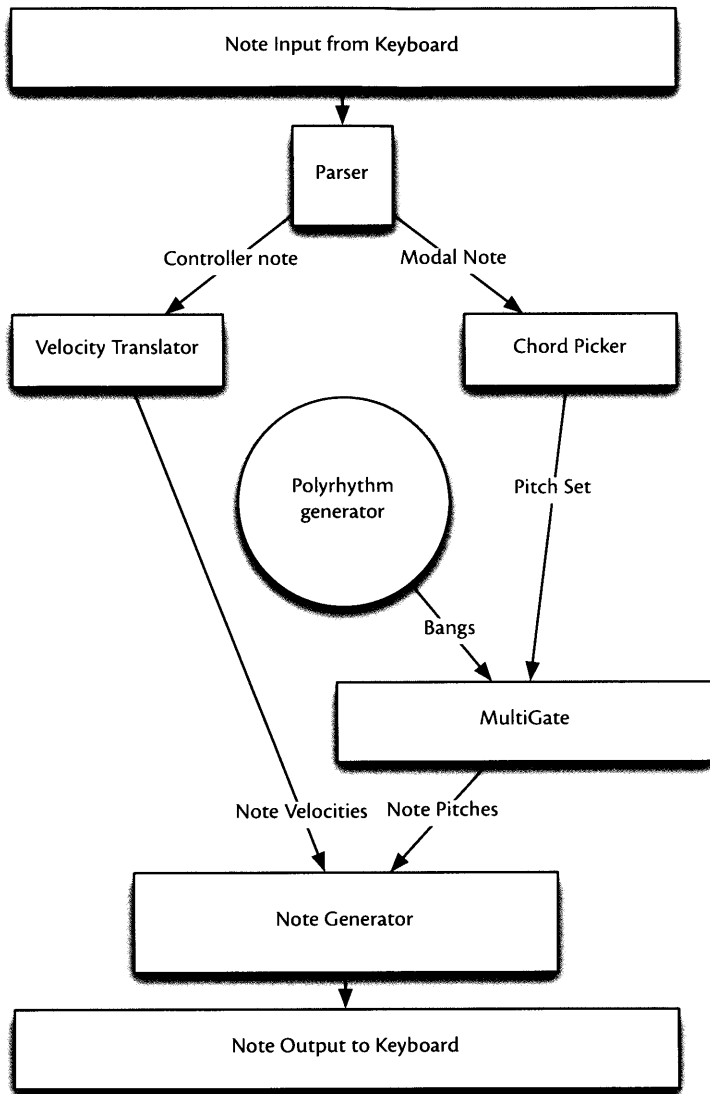 Note Input from Keyboard
Parser
Controller note
Modal Note
Velocity Translator
Chord Picker
Polyrhythm
generator
Pitch Set
Bangs
MultiGate
Note Velocities
Note Pitches
Note Generator
Note Output to Keyboard